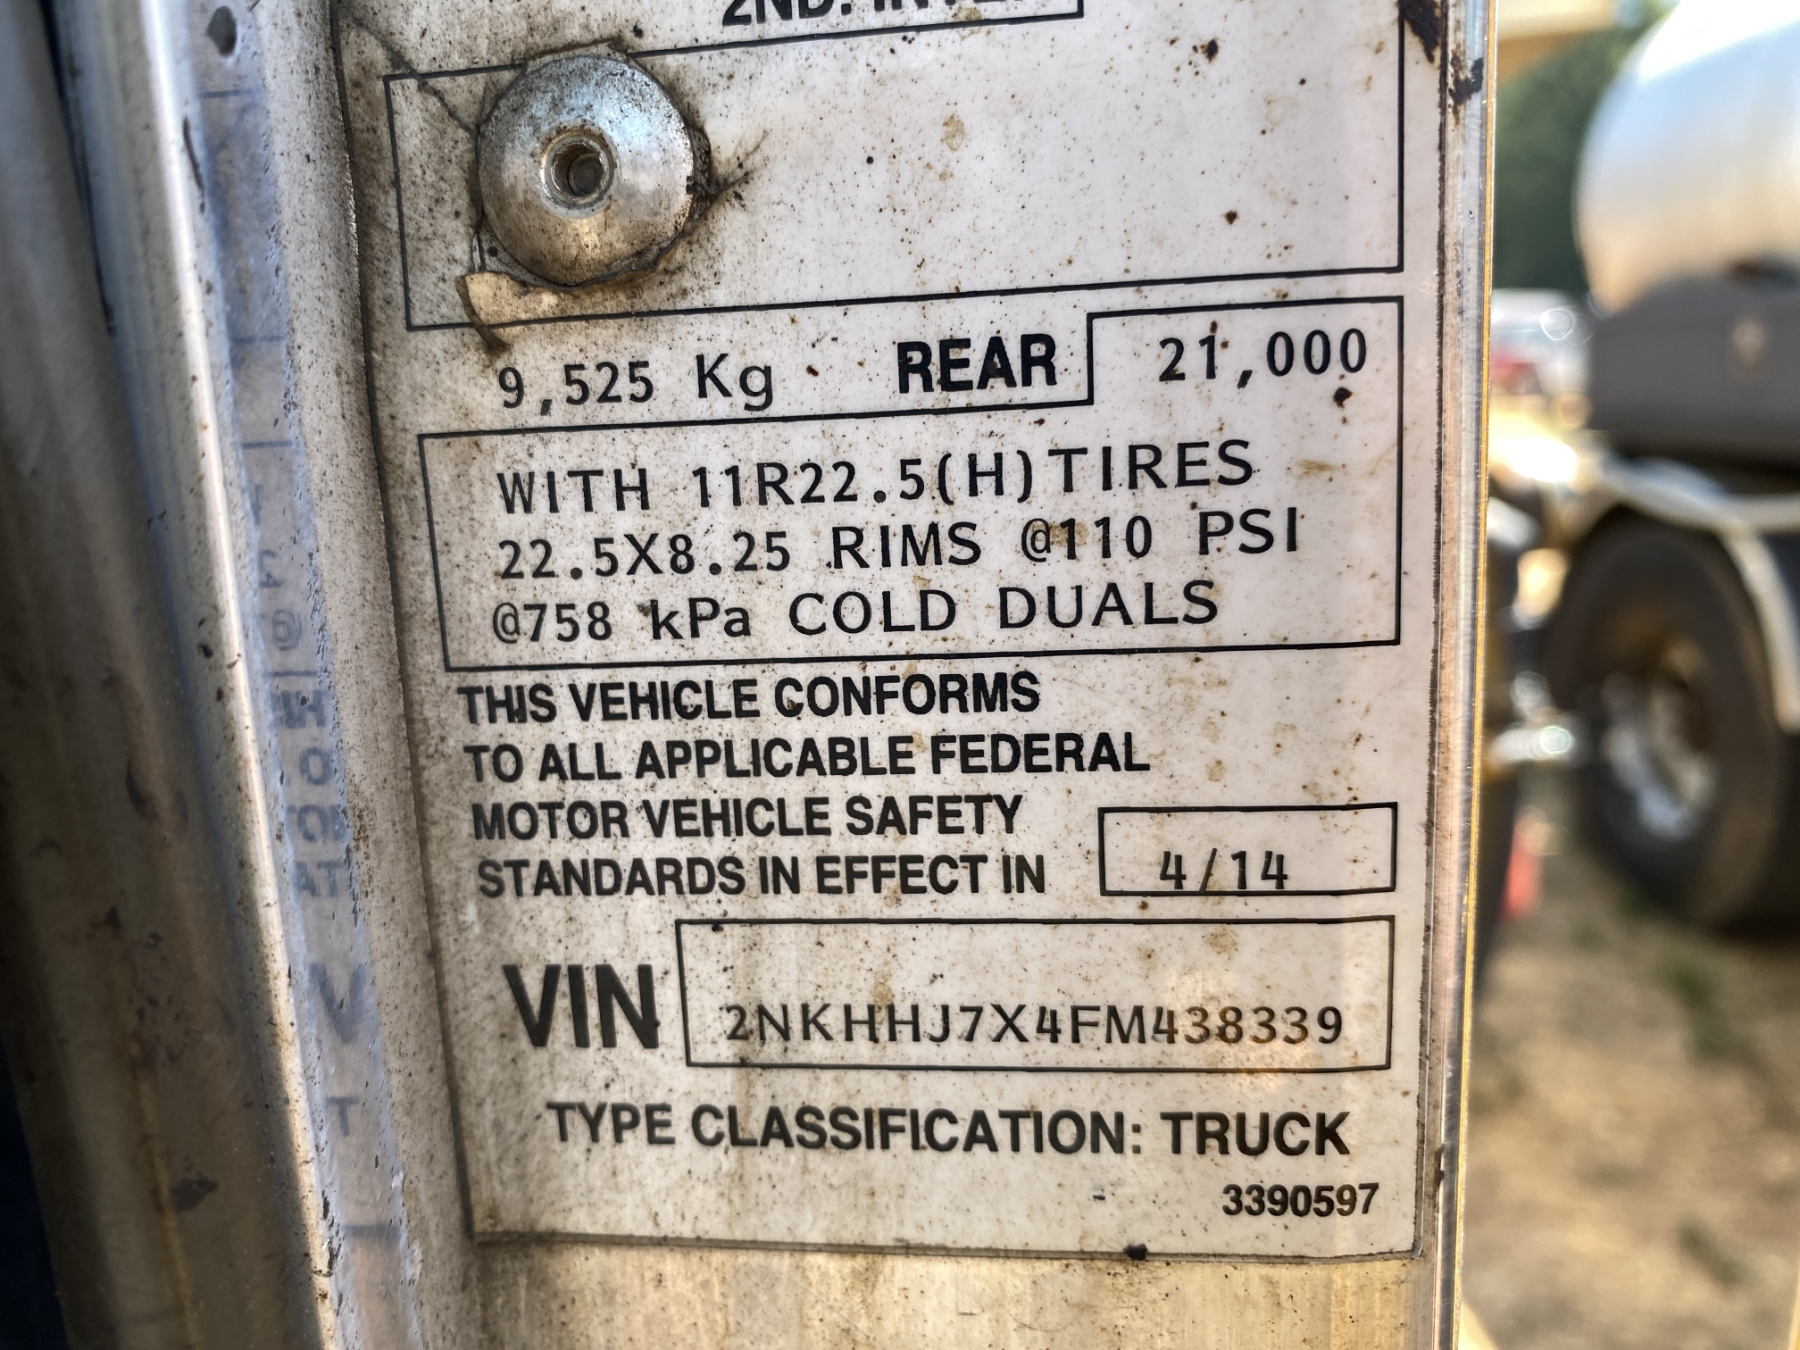 2ND. INTER
9,525 Kg REAR 21,000
WITH 11R22.5(H)TIRES
22.5X8.25 RIMS @110 PSI
@758 kPa COLD DUALS
THIS VEHICLE CONFORMS
TO ALL APPLICABLE FEDERAL
MOTOR VEHICLE SAFETY
STANDARDS IN EFFECT IN 4/14
VIN 2NKHHJ7X4FM438339
TYPE CLASSIFICATION: TRUCK
3390597